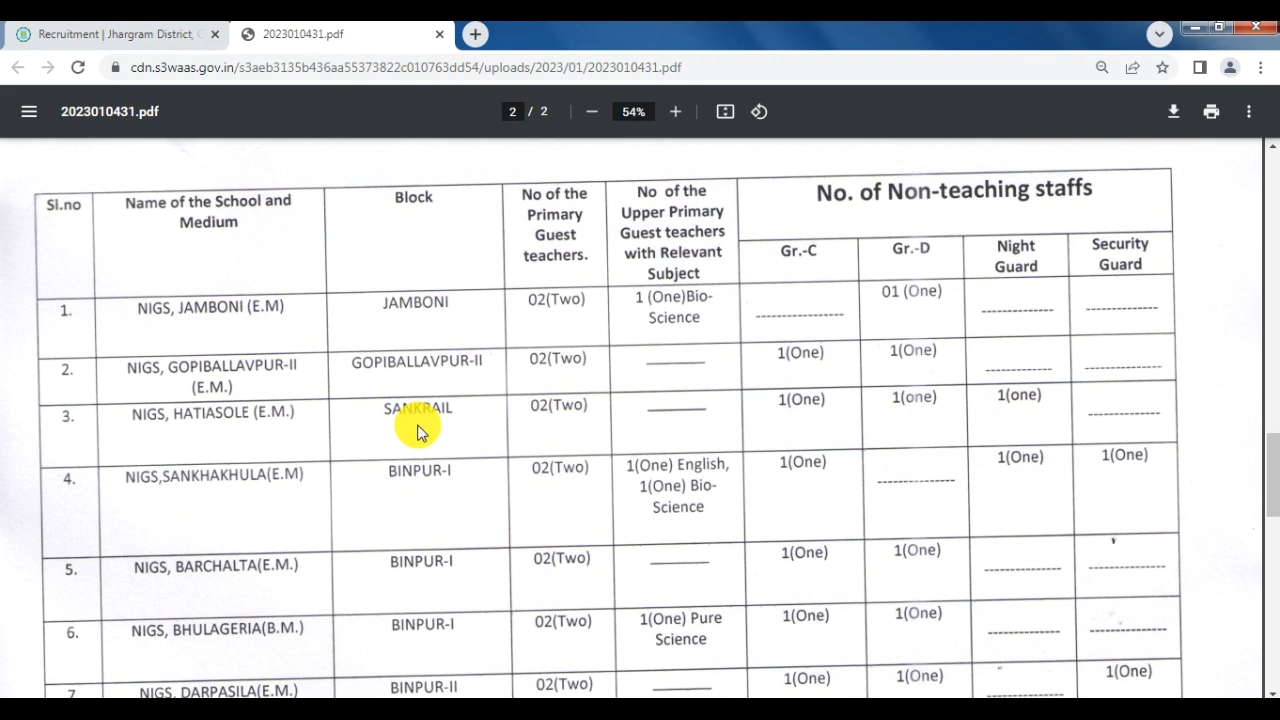 Recruitment | Jhargram District,
2023010431.pdf
cdn.s3waas.gov.in/s3aeb3135b436aa55373822c010763dd54/uploads/2023/01/2023010431.pdf
2023010431.pdf
2 / 2
54%
Sl.no
Name of the School and
Medium
Block
No of the
Primary
Guest
teachers.
No of the
Upper Primary
Guest teachers
with Relevant
Subject
No. of Non-teaching staffs
Gr.-C
Gr.-D
Night
Guard
Security
Guard
1.
NIGS, JAMBONI (E.M)
JAMBONI
02(Two)
1 (One)Bio-
Science
-----------------
01 (One)
--------------
--------------
2.
NIGS, GOPIBALLAVPUR-II
(E.M.)
GOPIBALLAVPUR-II
02(Two)
1(One)
1(One)
-------------
--------------
3.
NIGS, HATIASOLE (E.M.)
SANKRAIL
02(Two)
1(One)
1(one)
1(one)
--------------
4.
NIGS,SANKHAKHULA(E.M)
BINPUR-I
02(Two)
1(One) English,
1(One) Bio-
Science
1(One)
---------------
1(One)
1(One)
5.
NIGS, BARCHALTA(E.M.)
BINPUR-I
02(Two)
1(One)
1(One)
---------------
---------------
6.
NIGS, BHULAGERIA(B.M.)
BINPUR-I
02(Two)
1(One) Pure
Science
1(One)
1(One)
--------------
---------------
7
NIGS, DARPASILA(E.M.)
BINPUR-II
02(Two)
1(One)
1(One)
---------------
1(One)